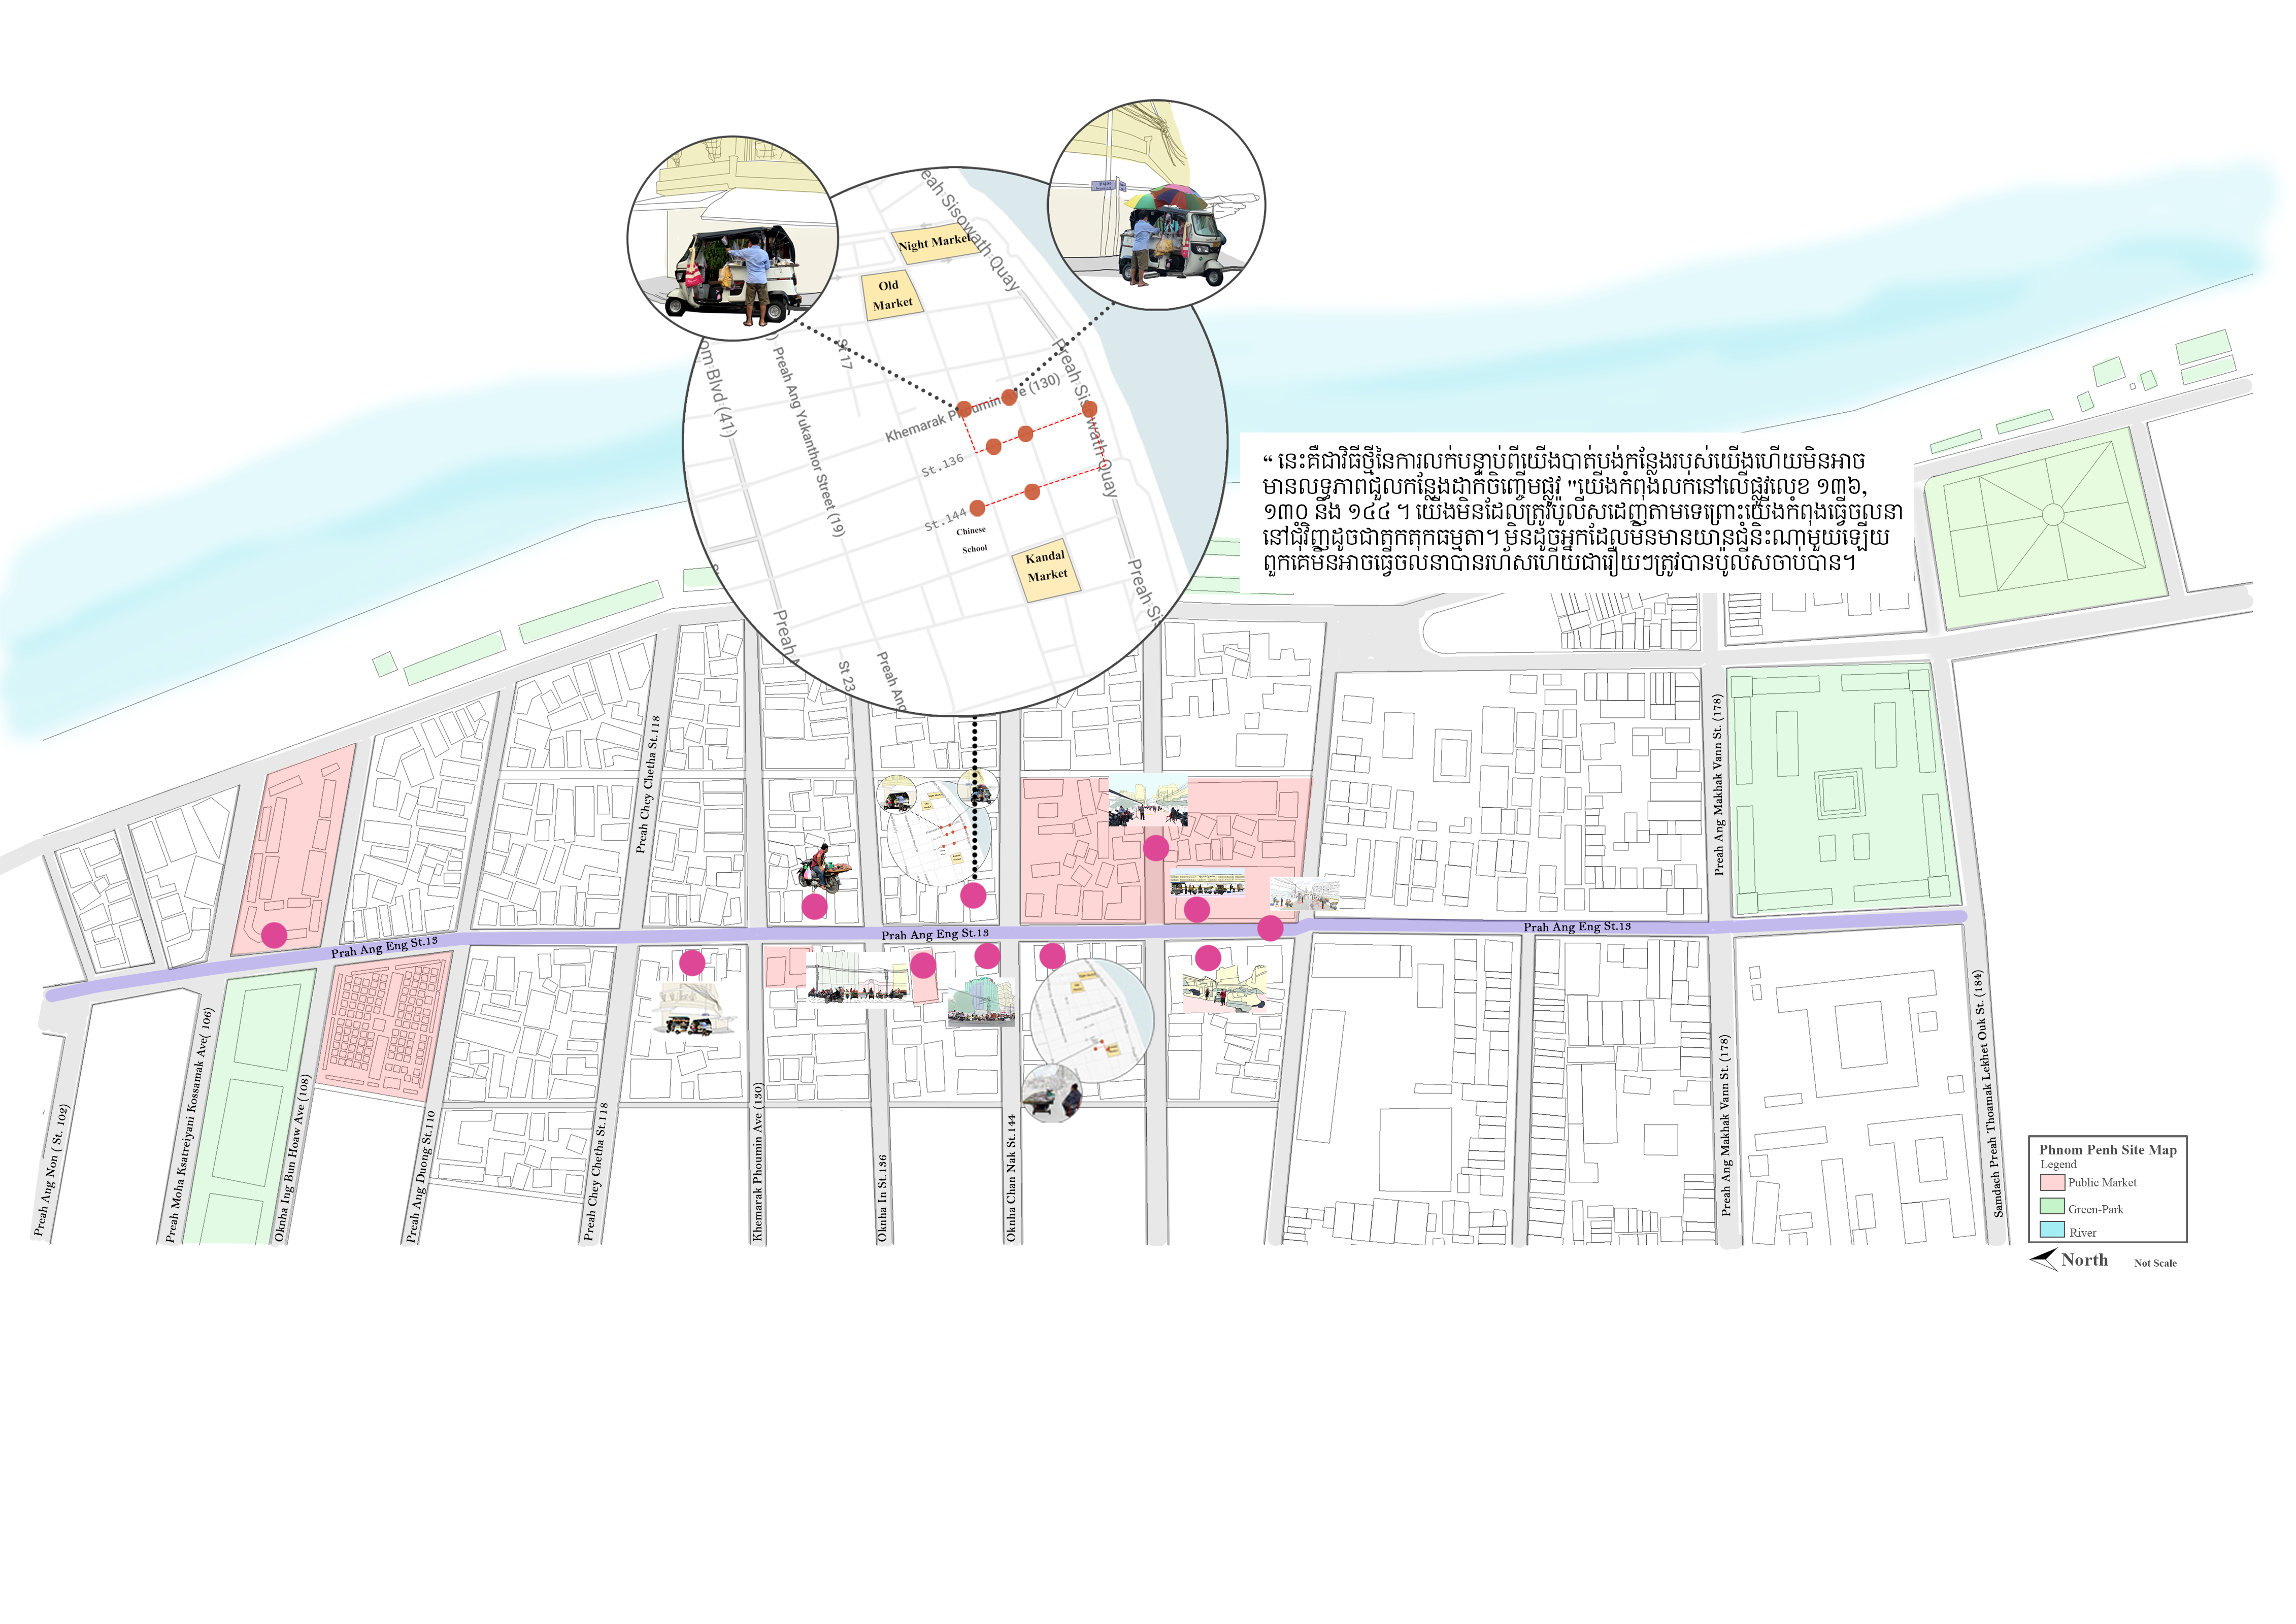 Night Market
Old
Market
Preah Sisowath Quay
St 17
Preah Ang Yukanthor Street (19)
Khemarak Phoumin Ave (130)
St.136
St.144
Chinese
School
Kandal
Market
Preah Sisowath Quay
St 23
“ នេះគឺជាវិធីថ្មីនៃការលក់បន្ទាប់ពីយើងបាត់បង់កន្លែងរបស់យើងហើយមិនអាច
មានលទ្ធភាពជួលកន្លែងដាក់ចិញ្ចើមផ្លូវ "យើងកំពុងលក់នៅលើផ្លូវលេខ ១៣៦,
១៣០ និង ១៤៤ ។ យើងមិនដែលត្រូវប៉ូលីសដេញតាមទេព្រោះយើងកំពុងធ្វើចលនា
នៅជុំវិញដូចជាតុកតុកធម្មតា។ មិនដូចអ្នកដែលមិនមានយានជំនិះណាមួយឡើយ
ពួកគេមិនអាចធ្វើចលនាបានរហ័សហើយជារឿយៗត្រូវបានប៉ូលីសចាប់បាន។
Preah Chey Chetha St.118
Preah Ang Makhak Vann St. (178)
Prah Ang Eng St.13
Prah Ang Eng St.13
Prah Ang Eng St.13
Preah Ang Non ( St. 102)
Preah Moha Ksatreiyani Kossamak Ave( 106)
Oknha Ing Bun Hoaw Ave (108)
Preah Ang Duong St.110
Preah Chey Chetha St.118
Khemarak Phoumin Ave (130)
Oknha In St.136
Oknha Chan Nak St.144
Preah Ang Makhak Vann St. (178)
Samdach Preah Thoamak Lekhet Ouk St. (184)
Phnom Penh Site Map
Legend
Public Market
Green-Park
River
North
Not Scale